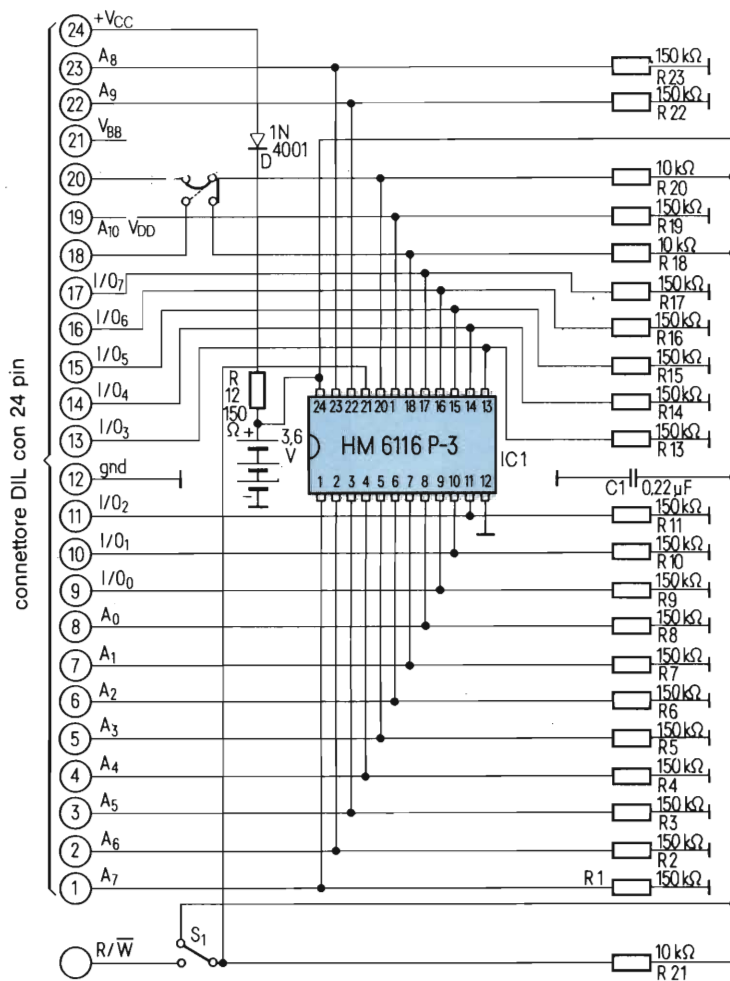 connettore DIL con 24 pin
24 +VCC
23 A8 150 kΩ R23
22 A9 150 kΩ R22
21 VBB
1N 4001 D
20 10 kΩ R20
19 A10 VDD 150 kΩ R19
18 10 kΩ R18
17 I/O7 150 kΩ R17
16 I/O6 150 kΩ R16
15 I/O5 150 kΩ R15
14 I/O4 150 kΩ R14
13 I/O3 150 kΩ R13
R 12 150 Ω
+ 3,6 V -
24 23 22 21 20 1 18 17 16 15 14 13
HM 6116 P-3 IC1
1 2 3 4 5 6 7 8 9 10 11 12
12 gnd C1 0,22 µF
11 I/O2 150 kΩ R11
10 I/O1 150 kΩ R10
9 I/O0 150 kΩ R9
8 A0 150 kΩ R8
7 A1 150 kΩ R7
6 A2 150 kΩ R6
5 A3 150 kΩ R5
4 A4 150 kΩ R4
3 A5 150 kΩ R3
2 A6 150 kΩ R2
1 A7 R1 150 kΩ
R/W̅ S1 10 kΩ R21